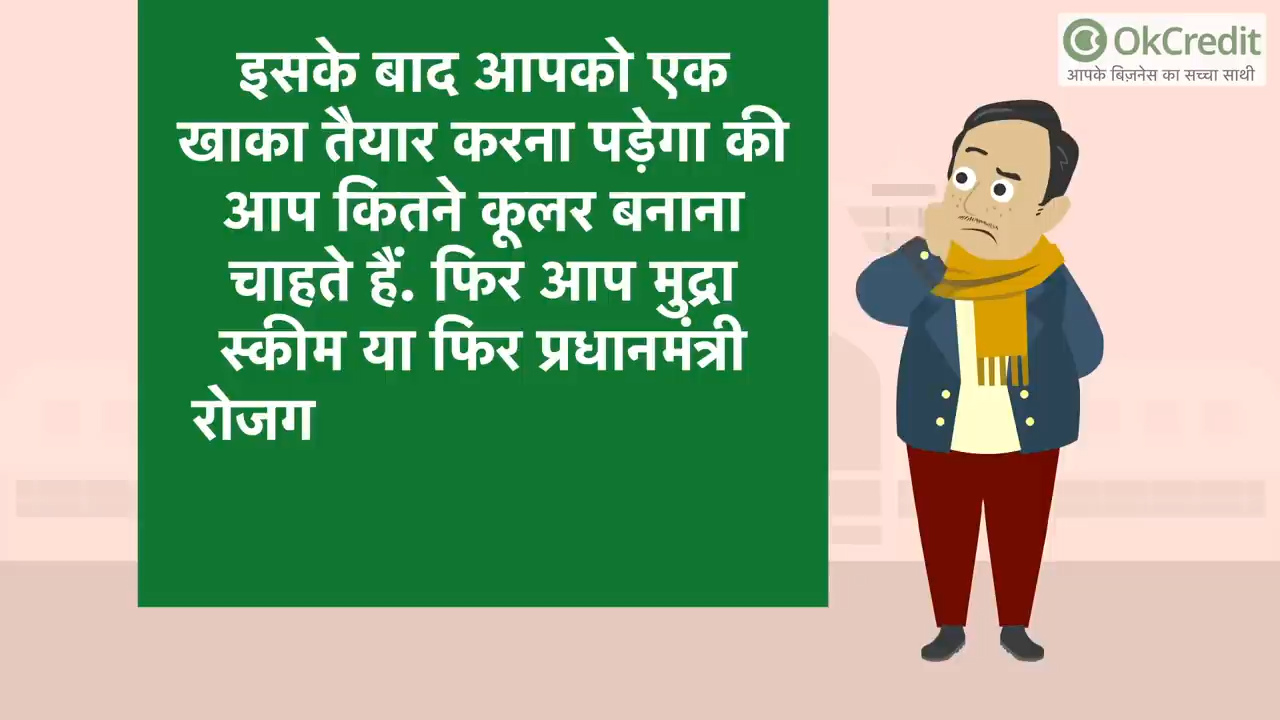 इसके बाद आपको एक
खाका तैयार करना पड़ेगा की
आप कितने कूलर बनाना
चाहते हैं. फिर आप मुद्रा
स्कीम या फिर प्रधानमंत्री
रोजग
OkCredit
आपके बिज़नेस का सच्चा साथी